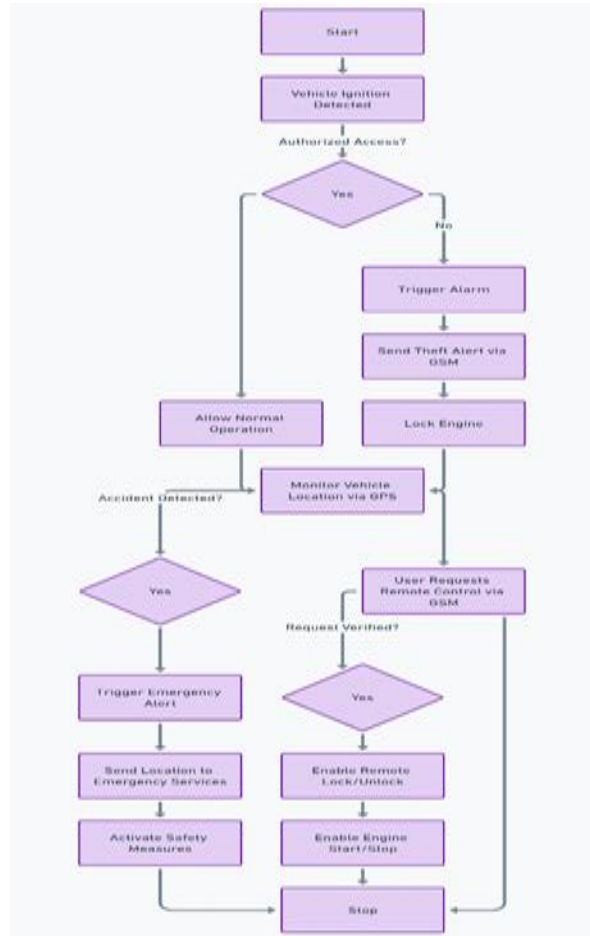 Start
Vehicle Ignition
Detected
Authorized Access?
Yes
No
Trigger Alarm
Send Theft Alert via
GSM
Allow Normal
Operation
Lock Engine
Monitor Vehicle
Location via GPS
Accident Detected?
Yes
User Requests
Remote Control via
GSM
Request Verified?
Yes
Trigger Emergency
Alert
Send Location to
Emergency Services
Enable Remote
Lock/Unlock
Activate Safety
Measures
Enable Engine
Start/Stop
Stop